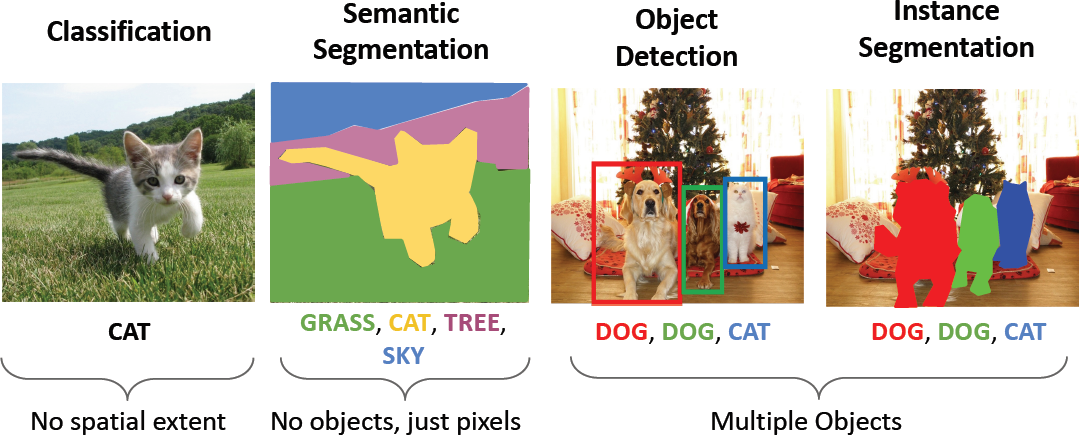 Classification
Semantic
Segmentation
Object
Detection
Instance
Segmentation
CAT
GRASS, CAT, TREE,
SKY
DOG, DOG, CAT
DOG, DOG, CAT
No spatial extent
No objects, just pixels
Multiple Objects